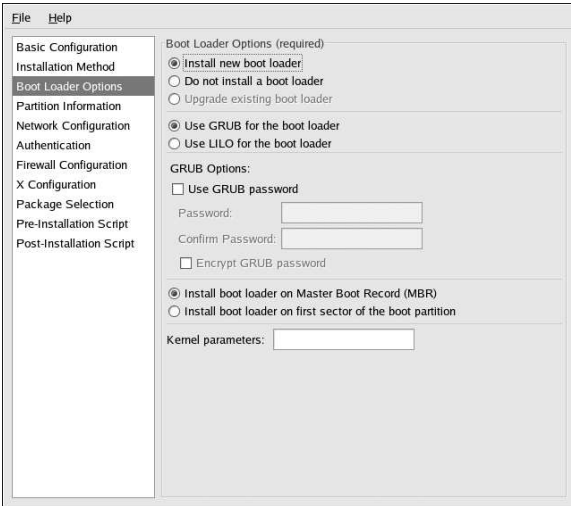 File Help
Basic Configuration
Installation Method
Boot Loader Options
Partition Information
Network Configuration
Authentication
Firewall Configuration
X Configuration
Package Selection
Pre-Installation Script
Post-Installation Script
Boot Loader Options (required)
Install new boot loader
Do not install a boot loader
Upgrade existing boot loader
Use GRUB for the boot loader
Use LILO for the boot loader
GRUB Options:
Use GRUB password
Password:
Confirm Password:
Encrypt GRUB password
Install boot loader on Master Boot Record (MBR)
Install boot loader on first sector of the boot partition
Kernel parameters: